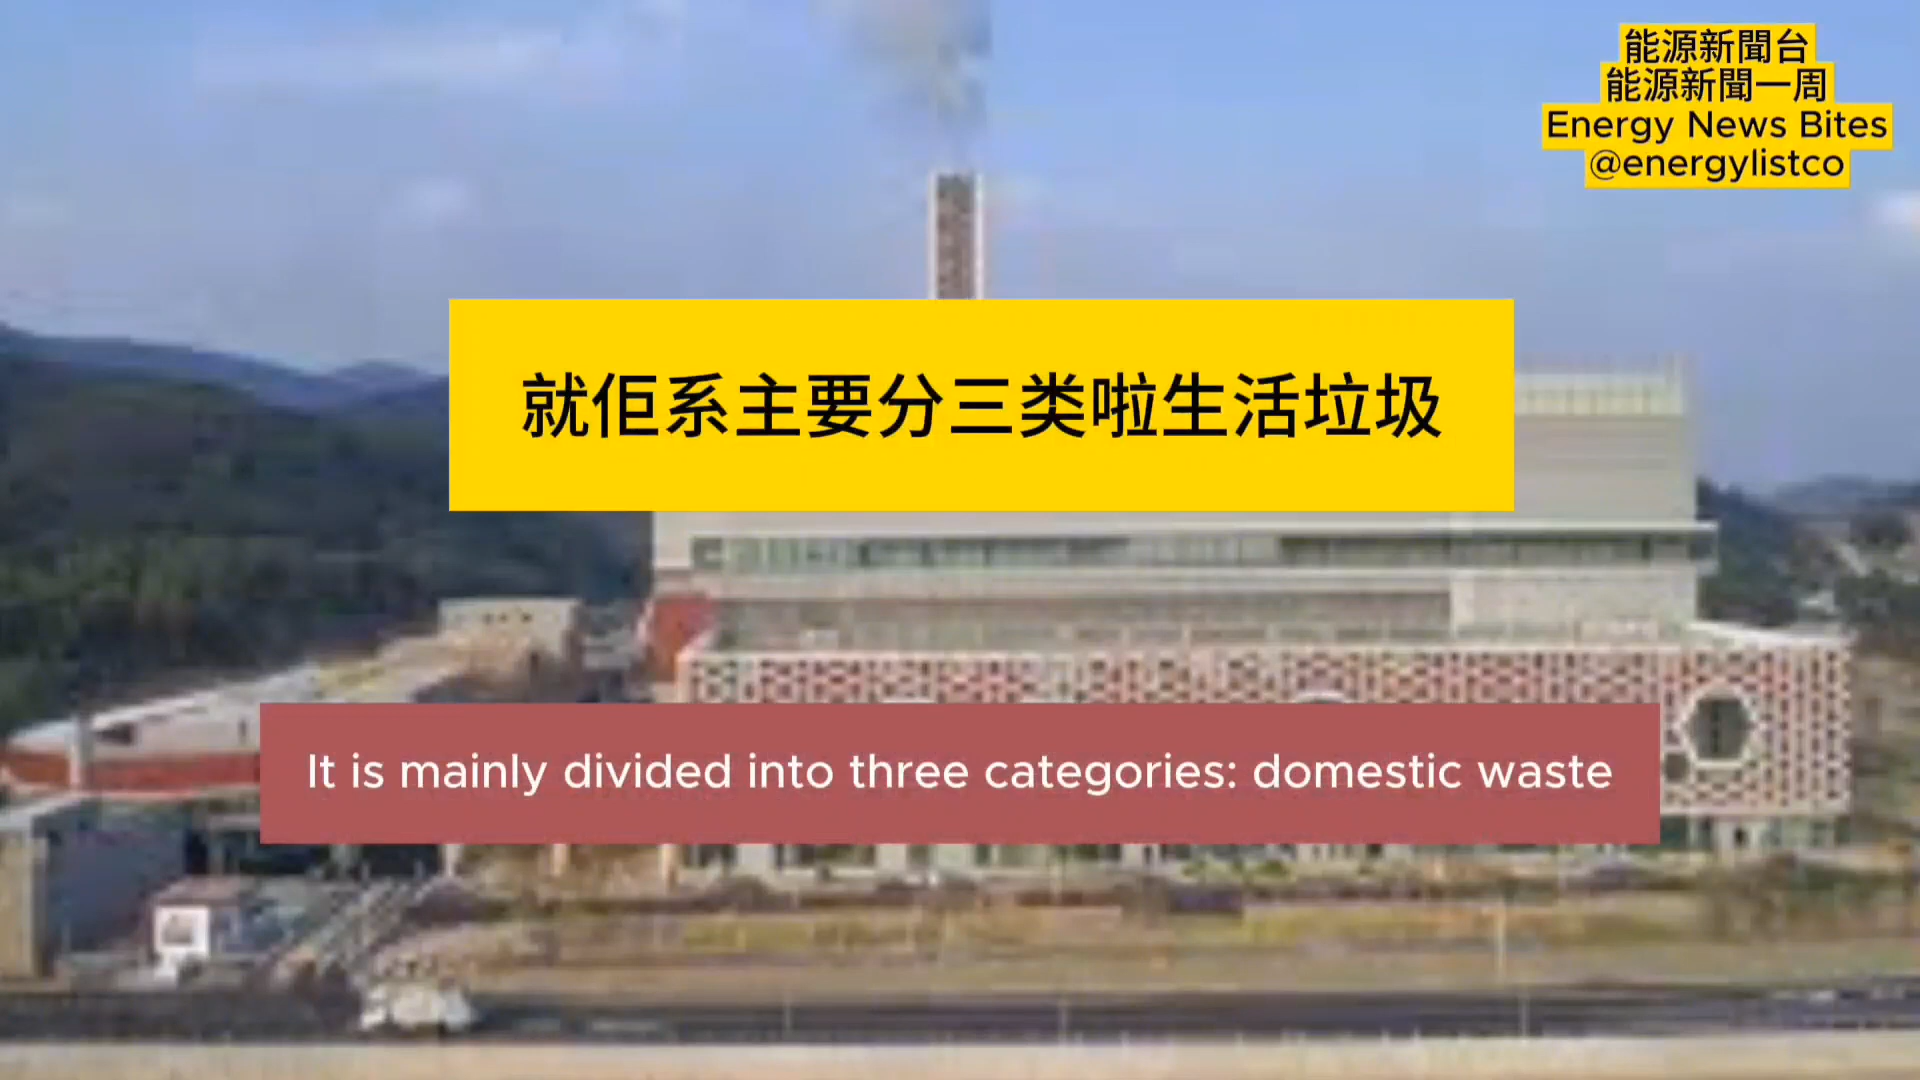 能源新聞台
能源新聞一周
Energy News Bites
@energylistco
就佢系主要分三类啦生活垃圾
It is mainly divided into three categories: domestic waste